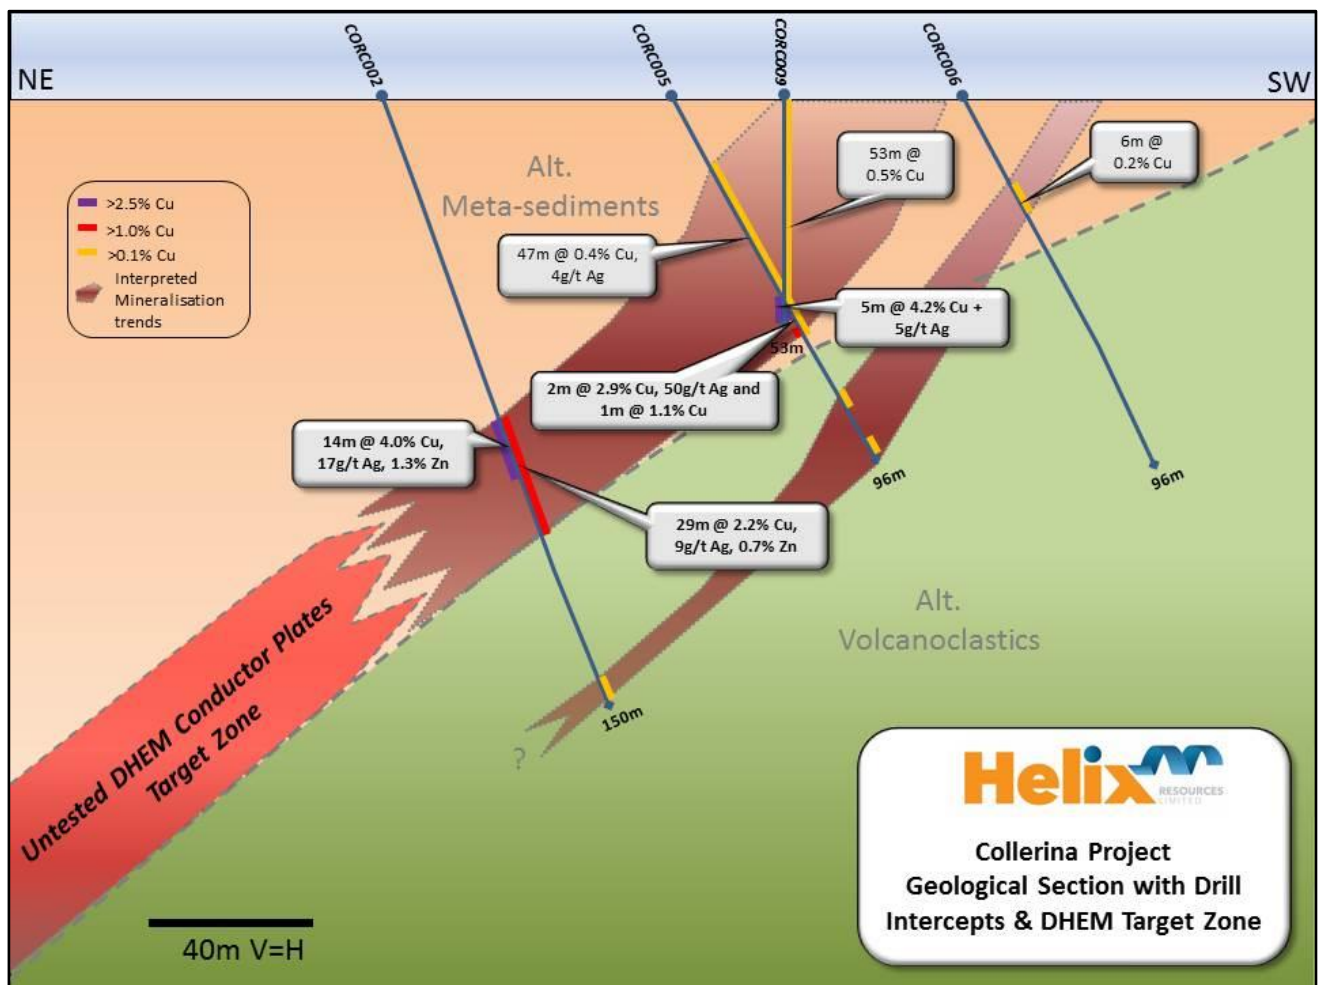 CORC002
CORC005
CORC009
CORC006
NE
SW
Alt.
Meta-sediments
53m @
0.5% Cu
6m @
0.2% Cu
>2.5% Cu
>1.0% Cu
>0.1% Cu
Interpreted
Mineralisation
trends
47m @ 0.4% Cu,
4g/t Ag
5m @ 4.2% Cu +
5g/t Ag
53m
2m @ 2.9% Cu, 50g/t Ag and
1m @ 1.1% Cu
14m @ 4.0% Cu,
17g/t Ag, 1.3% Zn
96m
96m
29m @ 2.2% Cu,
9g/t Ag, 0.7% Zn
Alt.
Volcanoclastics
Untested DHEM Conductor Plates
Target Zone
150m
?
Helix
RESOURCES
LIMITED
Collerina Project
Geological Section with Drill
Intercepts & DHEM Target Zone
40m V=H